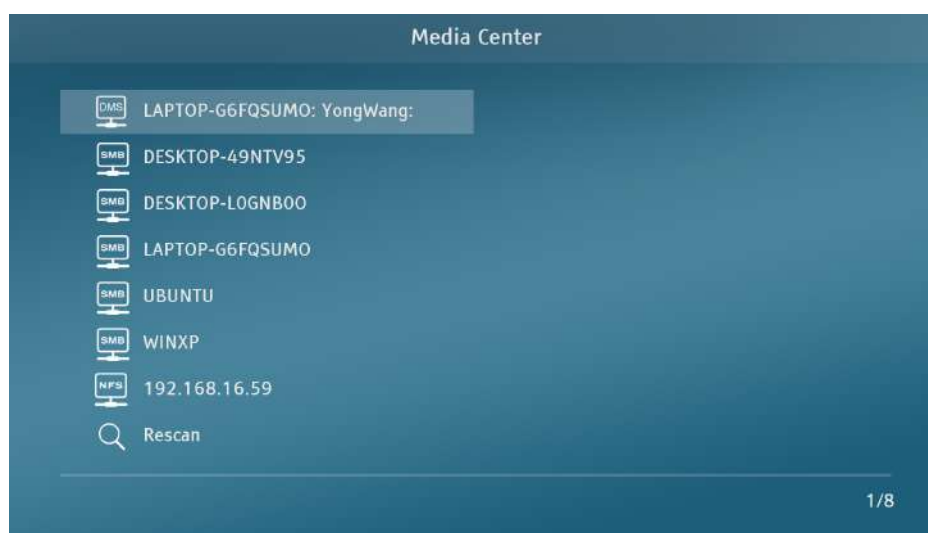 Media Center
DMS LAPTOP-G6FQSUMO: YongWang:
SMB DESKTOP-49NTV95
SMB DESKTOP-L0GNB00
SMB LAPTOP-G6FQSUMO
SMB UBUNTU
SMB WINXP
NFS 192.168.16.59
Rescan
1/8